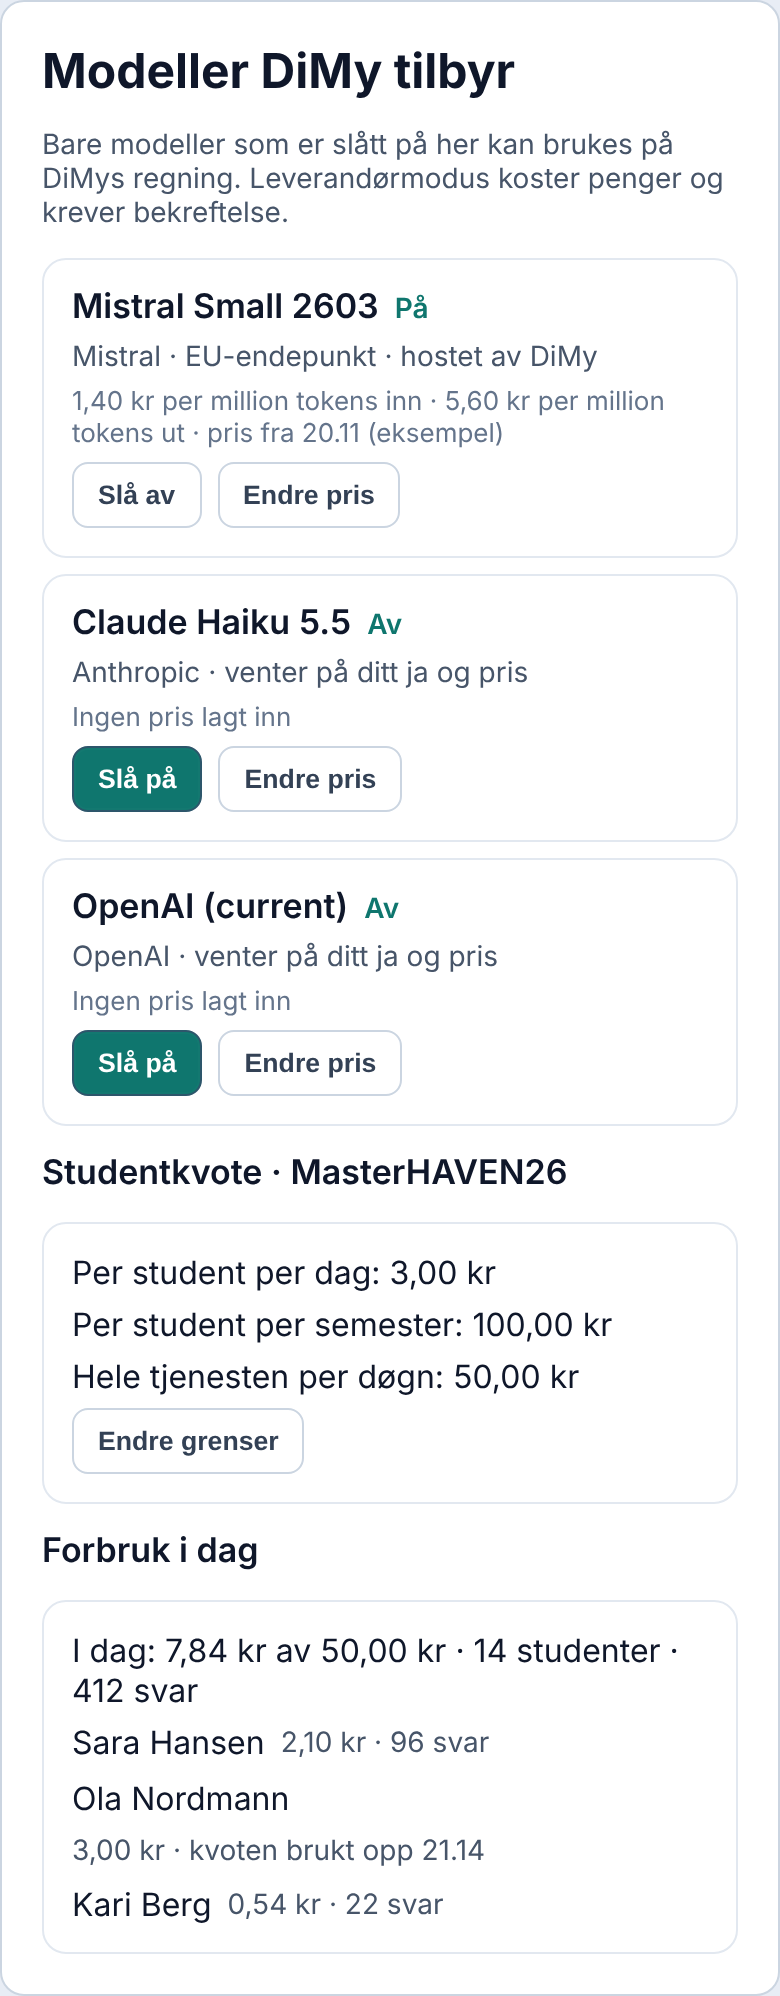 Modeller DiMy tilbyr
Bare modeller som er slått på her kan brukes på
DiMys regning. Leverandørmodus koster penger og
krever bekreftelse.
Mistral Small 2603 På
Mistral · EU-endepunkt · hostet av DiMy
1,40 kr per million tokens inn · 5,60 kr per million
tokens ut · pris fra 20.11 (eksempel)
Slå av Endre pris
Claude Haiku 5.5 Av
Anthropic · venter på ditt ja og pris
Ingen pris lagt inn
Slå på Endre pris
OpenAI (current) Av
OpenAI · venter på ditt ja og pris
Ingen pris lagt inn
Slå på Endre pris
Studentkvote · MasterHAVEN26
Per student per dag: 3,00 kr
Per student per semester: 100,00 kr
Hele tjenesten per døgn: 50,00 kr
Endre grenser
Forbruk i dag
I dag: 7,84 kr av 50,00 kr · 14 studenter ·
412 svar
Sara Hansen 2,10 kr · 96 svar
Ola Nordmann
3,00 kr · kvoten brukt opp 21.14
Kari Berg 0,54 kr · 22 svar